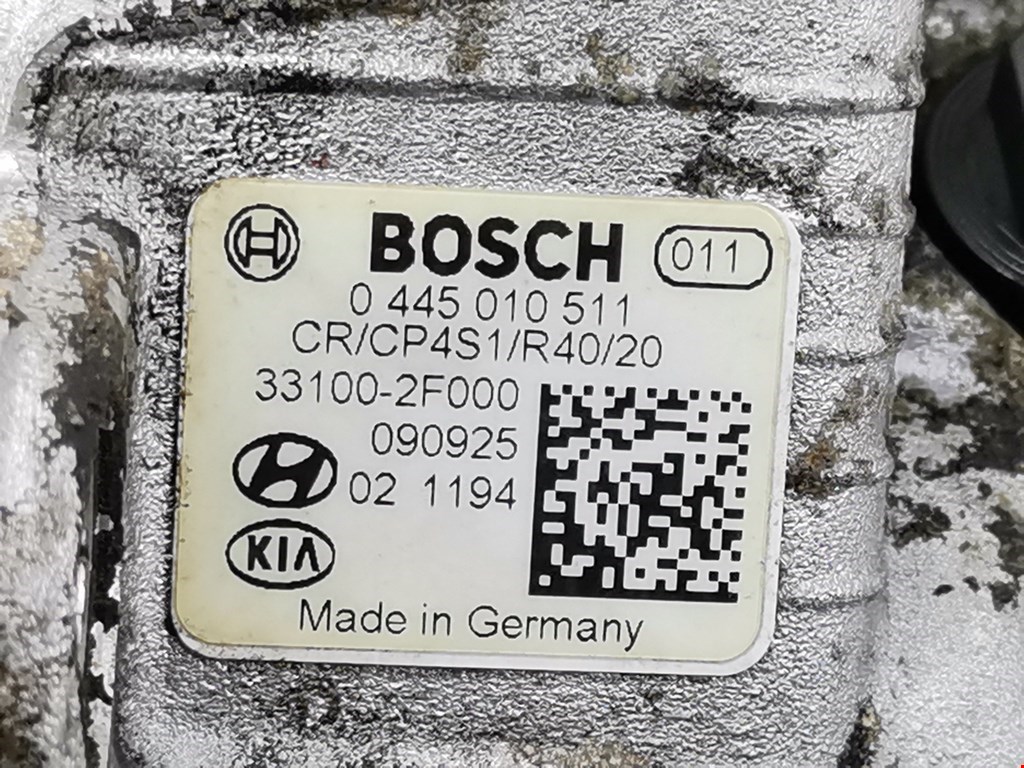 BOSCH 011
0 445 010 511
CR/CP4S1/R40/20
33100-2F000
090925
02 1194
KIA
Made in Germany